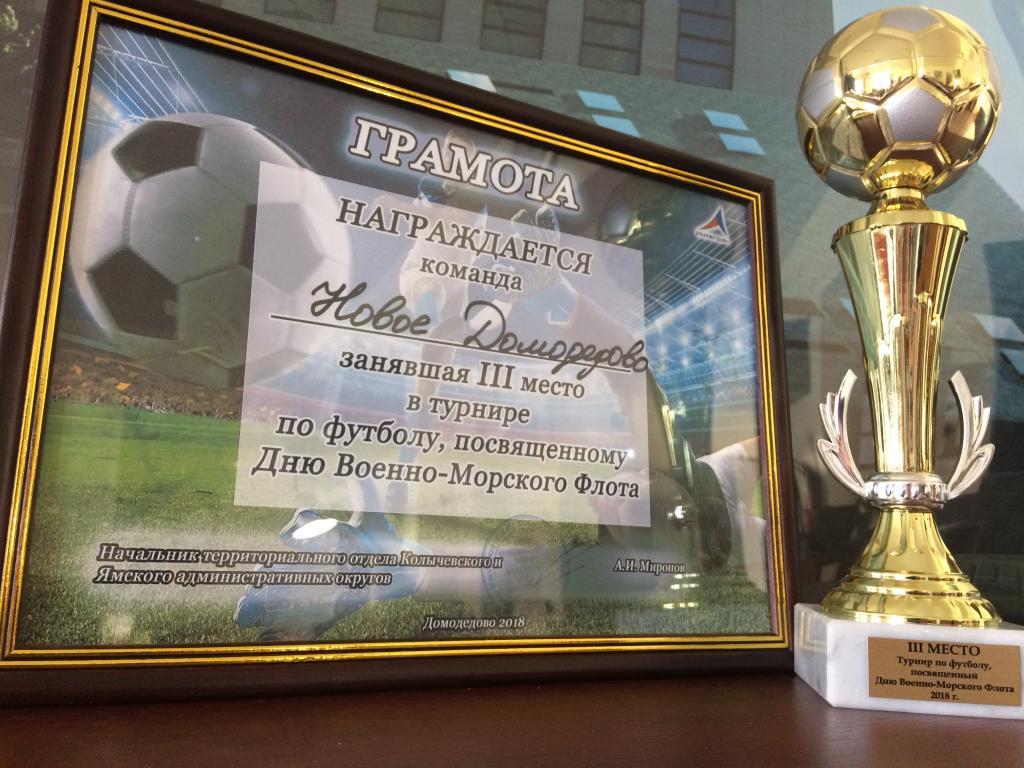 ГРАМОТА
НАГРАЖДАЕТСЯ
команда
Новое Домодедово
занявшая III место
в турнире
по футболу, посвященному
Дню Военно-Морского Флота
Начальник территориального отдела Колычевского и
Ямского административных округов
А.И. Миронов
Домодедово 2018
III МЕСТО
Турнир по футболу,
посвященный
Дню Военно-Морского Флота
2018 г.